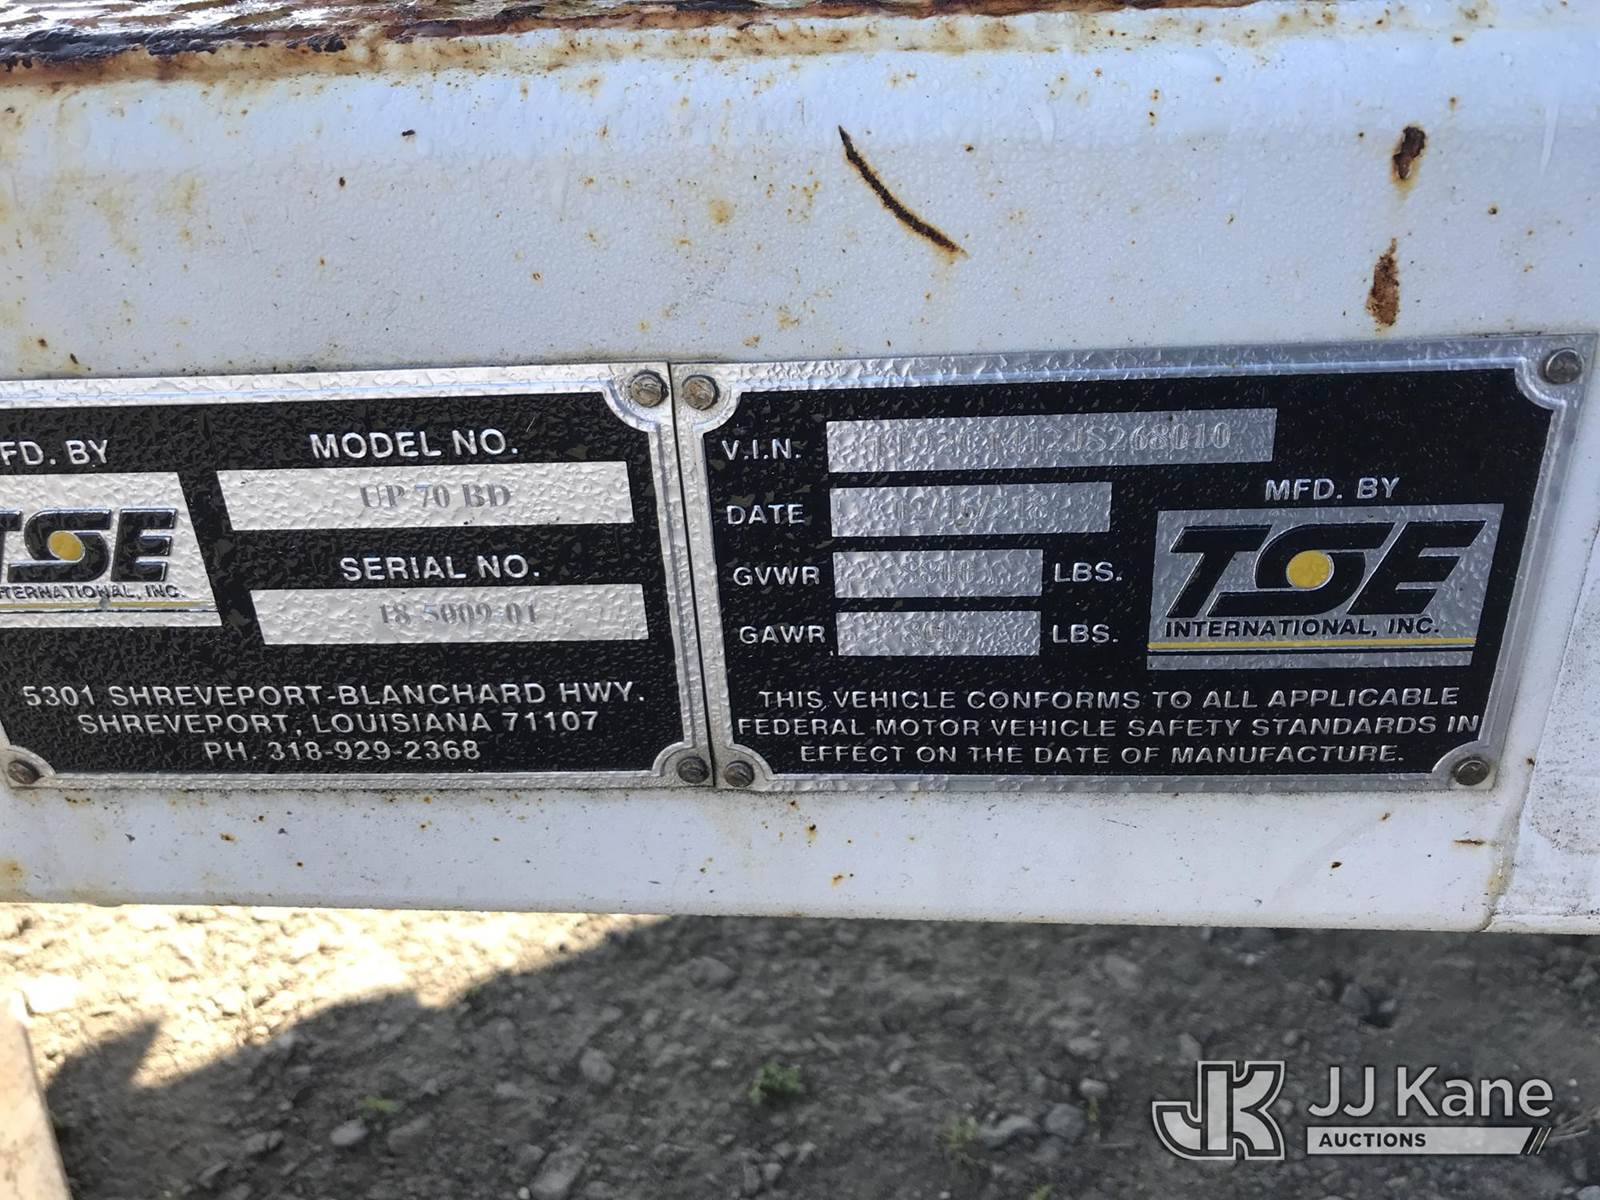 MFD. BY
MODEL NO.
UP 70 BD
TSE
INTERNATIONAL, INC.
SERIAL NO.
18 5009 01
5301 SHREVEPORT-BLANCHARD HWY.
SHREVEPORT, LOUISIANA 71107
PH. 318-929-2368
V.I.N.
DATE
GVWR LBS.
GAWR LBS.
MFD. BY
TSE
INTERNATIONAL, INC.
THIS VEHICLE CONFORMS TO ALL APPLICABLE
FEDERAL MOTOR VEHICLE SAFETY STANDARDS IN
EFFECT ON THE DATE OF MANUFACTURE.
JK
JJ Kane
AUCTIONS